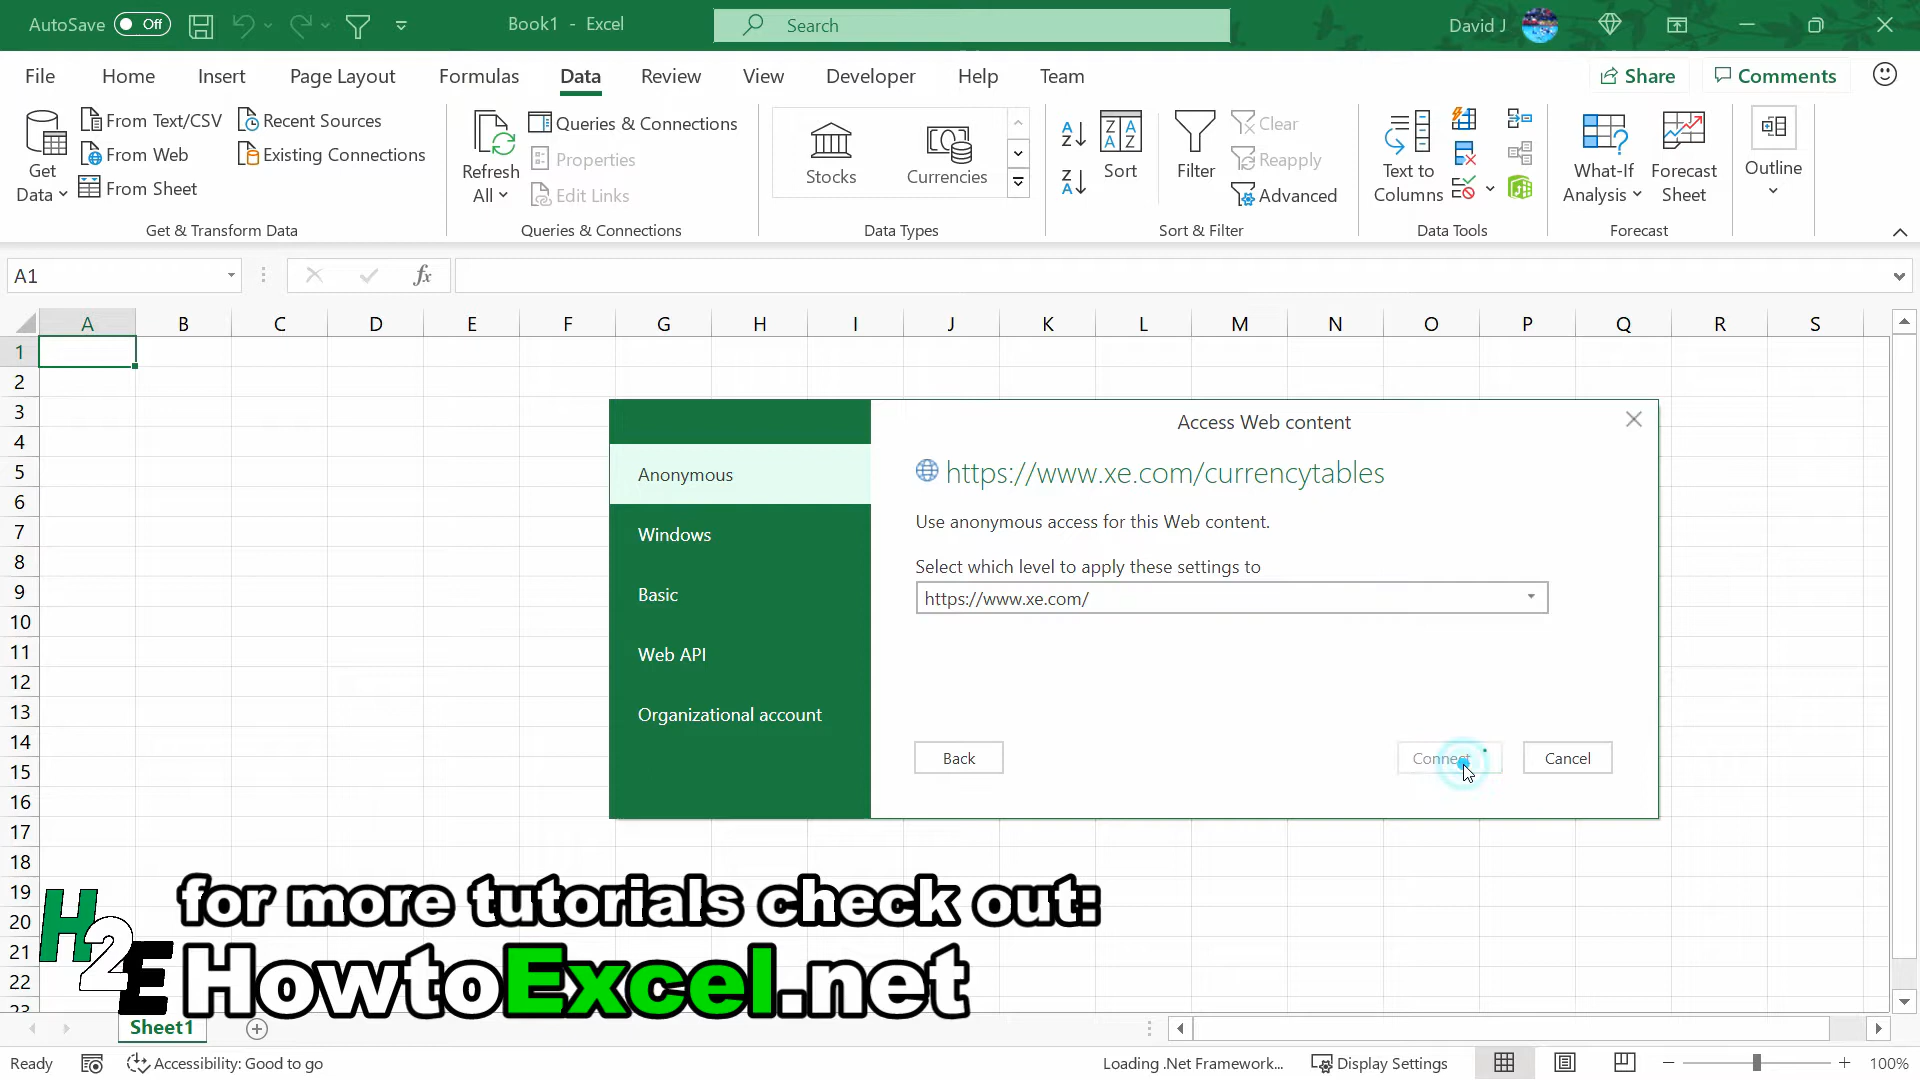 AutoSave Off Book1 - Excel Search David J
File Home Insert Page Layout Formulas Data Review View Developer Help Team Share Comments
Get Data
From Text/CSV
From Web
From Sheet
Recent Sources
Existing Connections
Get & Transform Data
Refresh All
Queries & Connections
Properties
Edit Links
Queries & Connections
Stocks
Currencies
Data Types
Sort
Filter
Clear
Reapply
Advanced
Sort & Filter
Text to Columns
Data Tools
What-If Analysis
Forecast Sheet
Forecast
Outline
A1
fx
A B C D E F G H I J K L M N O P Q R S
1
2
3
4
5
6
7
8
9
10
11
12
13
14
15
16
17
18
19
20
21
22
23
Access Web content
Anonymous
Windows
Basic
Web API
Organizational account
https://www.xe.com/currencytables
Use anonymous access for this Web content.
Select which level to apply these settings to
https://www.xe.com/
Back Connect Cancel
H2E
for more tutorials check out:
HowtoExcel.net
Sheet1
Ready Accessibility: Good to go Loading .Net Framework... Display Settings 100%